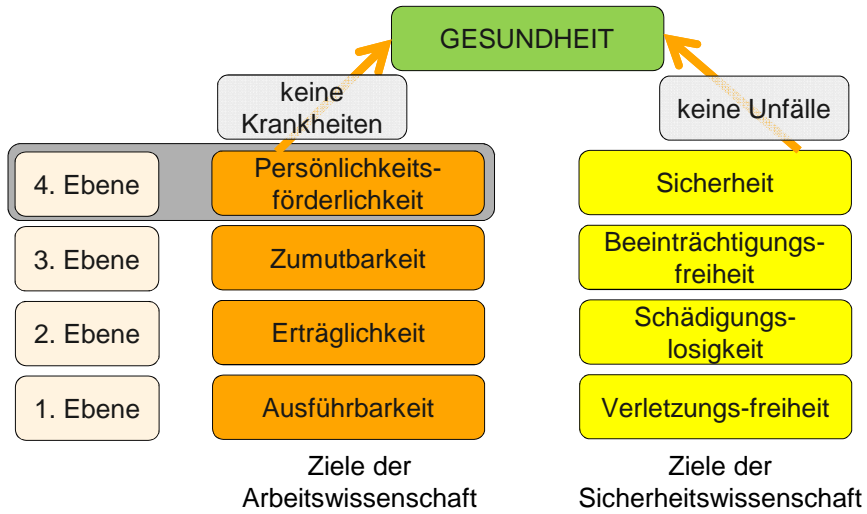 GESUNDHEIT
keine
Krankheiten
keine Unfälle
4. Ebene
Persönlichkeits-
förderlichkeit
Sicherheit
3. Ebene
Zumutbarkeit
Beeinträchtigungs-
freiheit
2. Ebene
Erträglichkeit
Schädigungs-
losigkeit
1. Ebene
Ausführbarkeit
Verletzungs-freiheit
Ziele der
Arbeitswissenschaft
Ziele der
Sicherheitswissenschaft